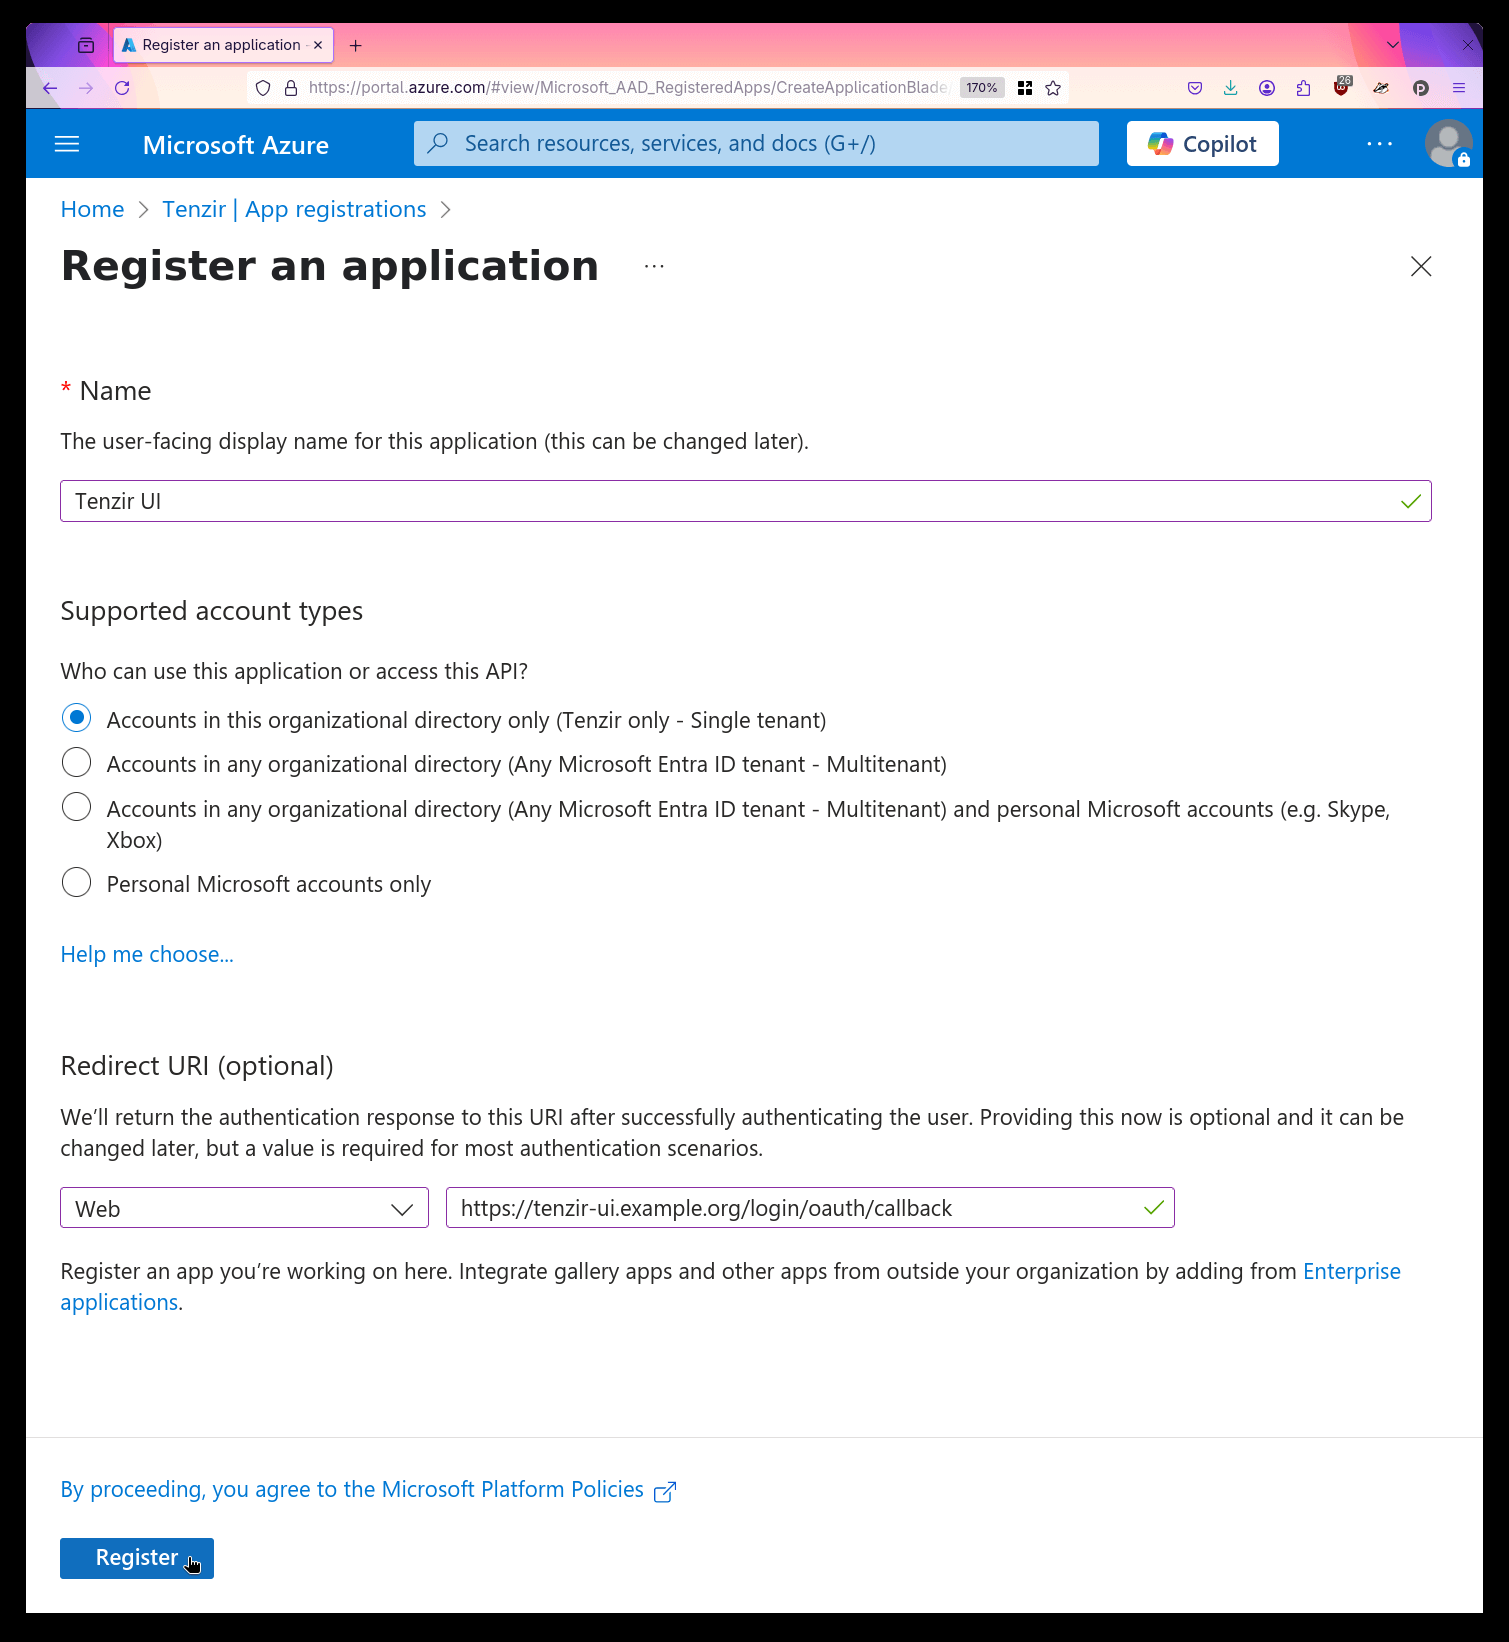 Register an application
https://portal.azure.com/#view/Microsoft_AAD_RegisteredApps/CreateApplicationBlade/
170%
26
Microsoft Azure
Search resources, services, and docs (G+/)
Copilot
Home > Tenzir | App registrations >
Register an application ...
* Name
The user-facing display name for this application (this can be changed later).
Tenzir UI
Supported account types
Who can use this application or access this API?
Accounts in this organizational directory only (Tenzir only - Single tenant)
Accounts in any organizational directory (Any Microsoft Entra ID tenant - Multitenant)
Accounts in any organizational directory (Any Microsoft Entra ID tenant - Multitenant) and personal Microsoft accounts (e.g. Skype,
Xbox)
Personal Microsoft accounts only
Help me choose...
Redirect URI (optional)
We’ll return the authentication response to this URI after successfully authenticating the user. Providing this now is optional and it can be
changed later, but a value is required for most authentication scenarios.
Web
https://tenzir-ui.example.org/login/oauth/callback
Register an app you’re working on here. Integrate gallery apps and other apps from outside your organization by adding from Enterprise
applications.
By proceeding, you agree to the Microsoft Platform Policies
Register